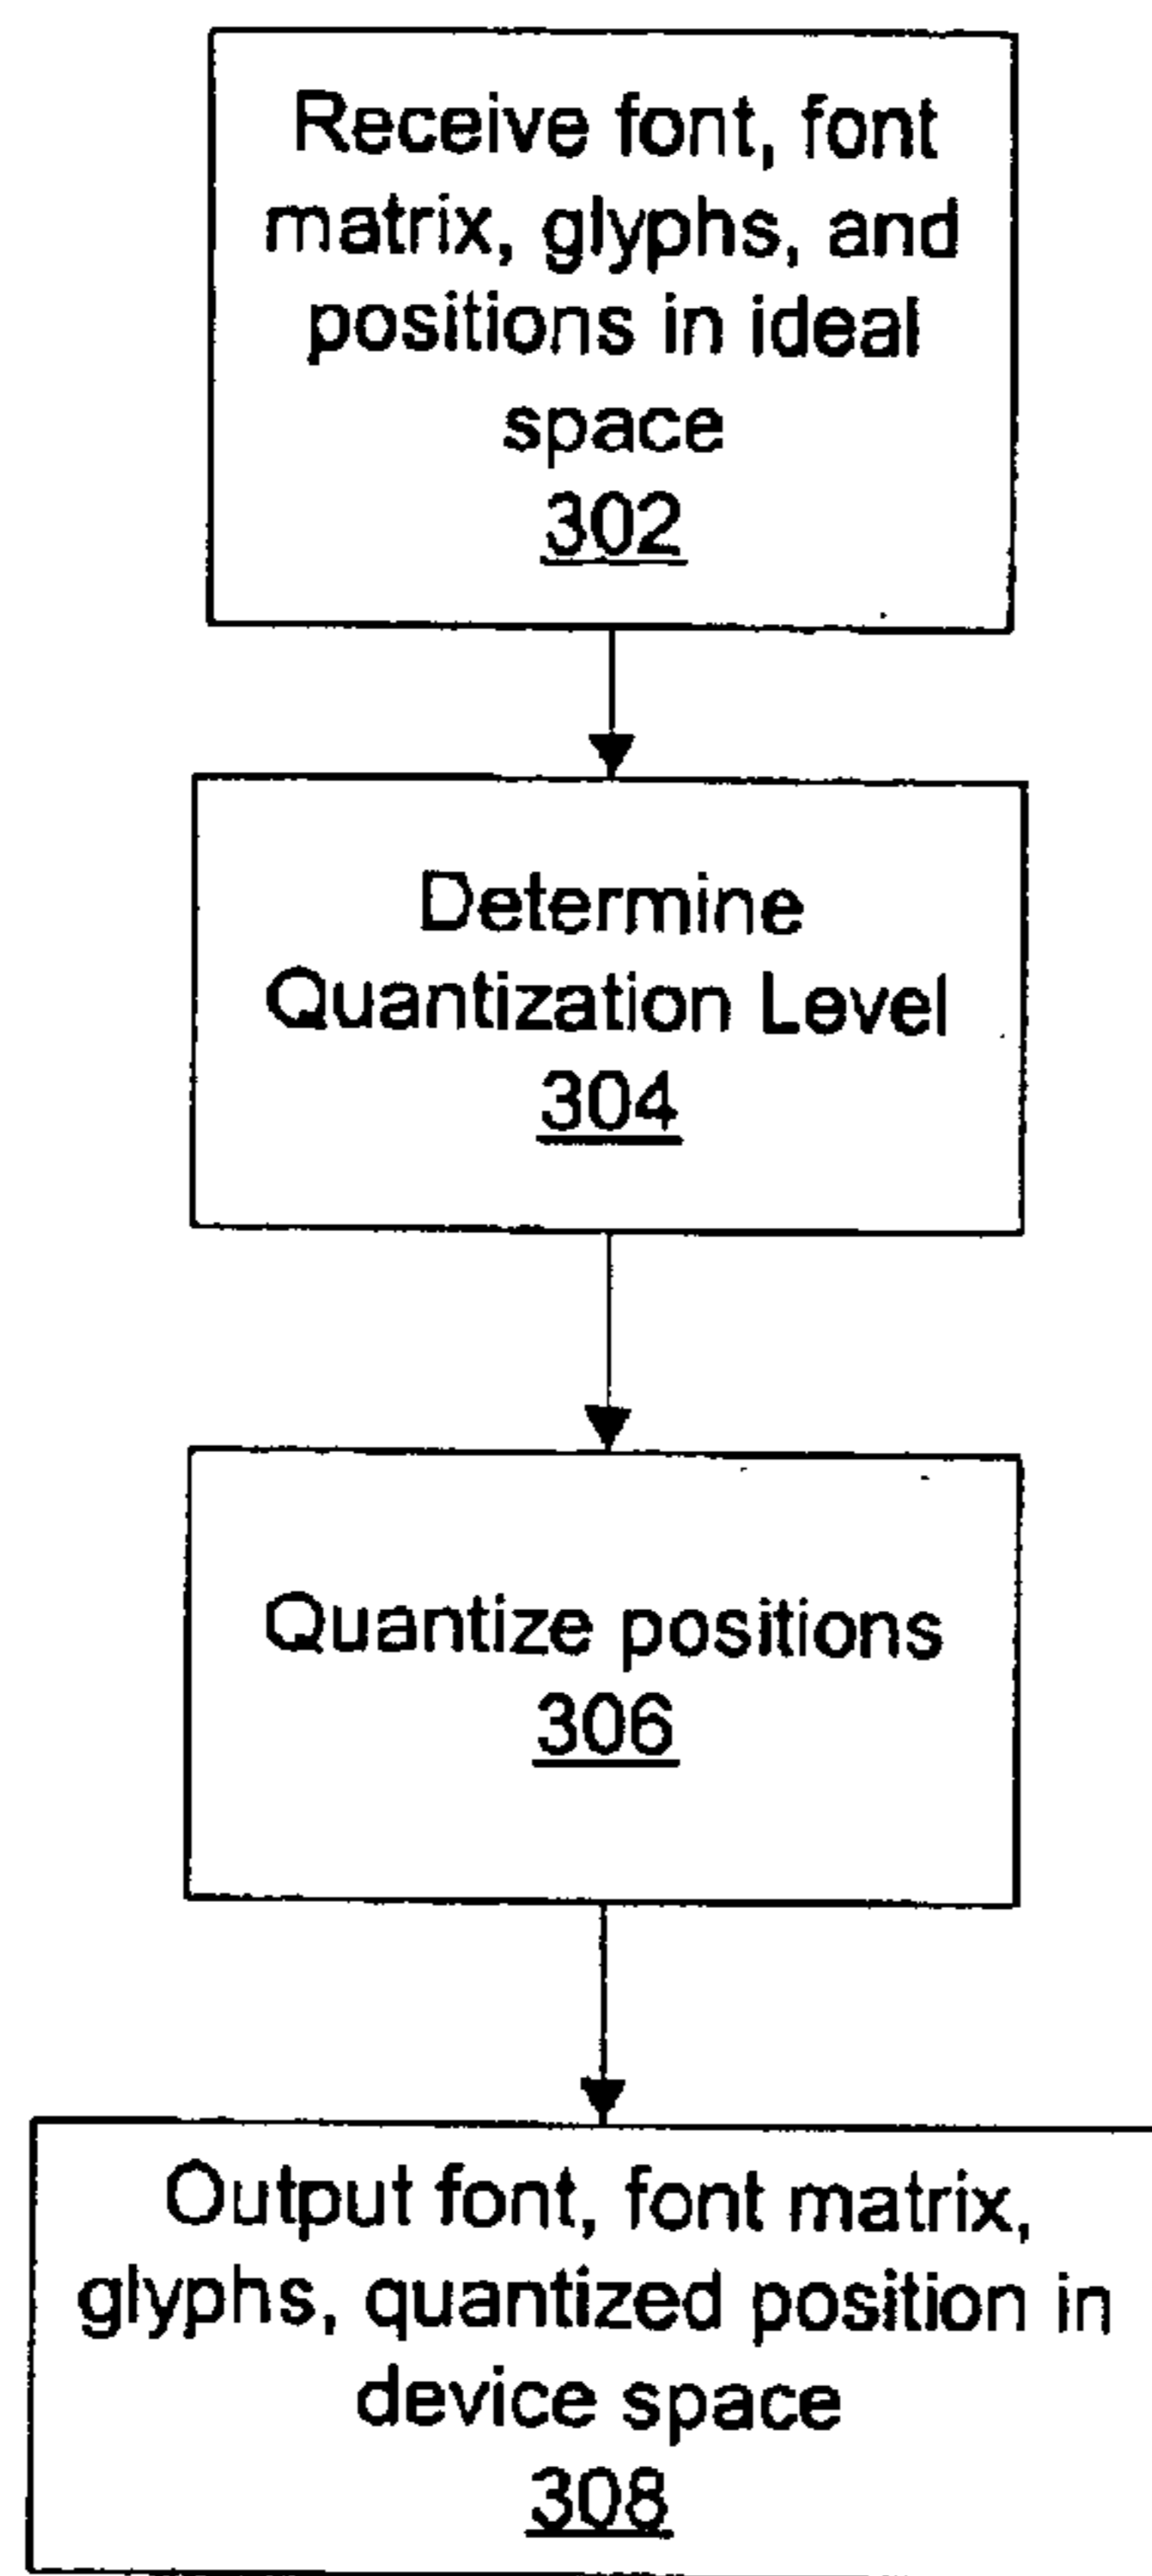 Receive font, font
matrix, glyphs, and
positions in ideal
space
302
Determine
Quantization Level
304
Quantize positions
306
Output font, font matrix,
glyphs, quantized position in
device space
308